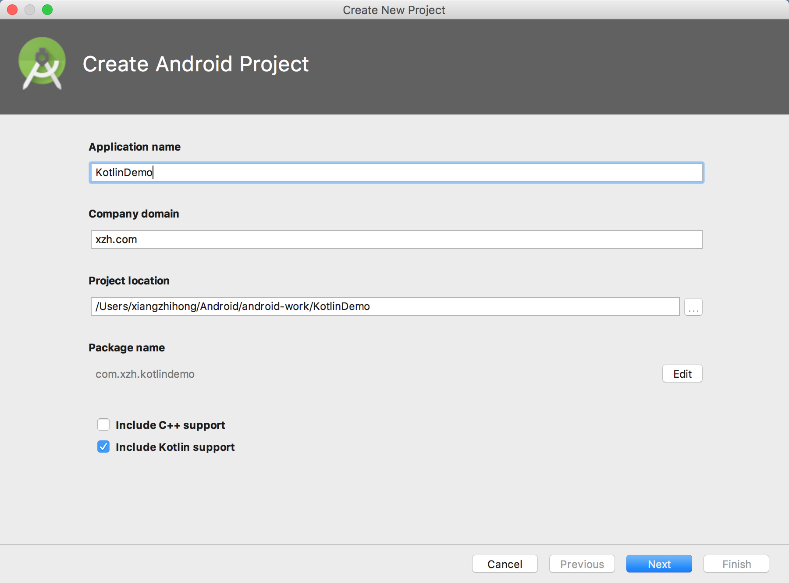 Create New Project
Create Android Project
Application name
KotlinDemo
Company domain
xzh.com
Project location
/Users/xiangzhihong/Android/android-work/KotlinDemo
...
Package name
com.xzh.kotlindemo
Edit
Include C++ support
Include Kotlin support
Cancel
Previous
Next
Finish